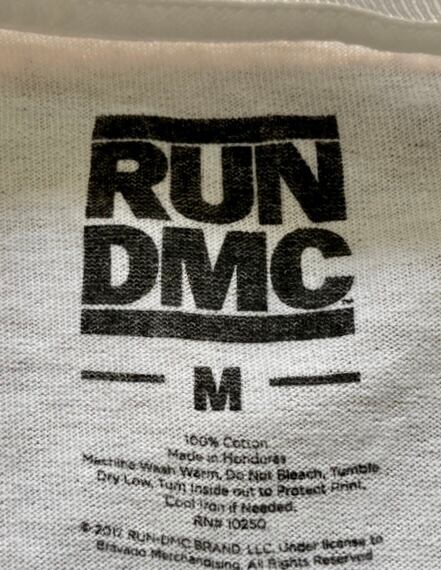 RUN
DMC
™
M
100% Cotton
Made in Honduras
Machine Wash Warm, Do Not Bleach, Tumble
Dry Low, Turn Inside out to Protect Print,
Cool Iron if Needed.
RN# 10250
© 2017 RUN-DMC BRAND, LLC. Under license to
Bravado Merchandising. All Rights Reserved